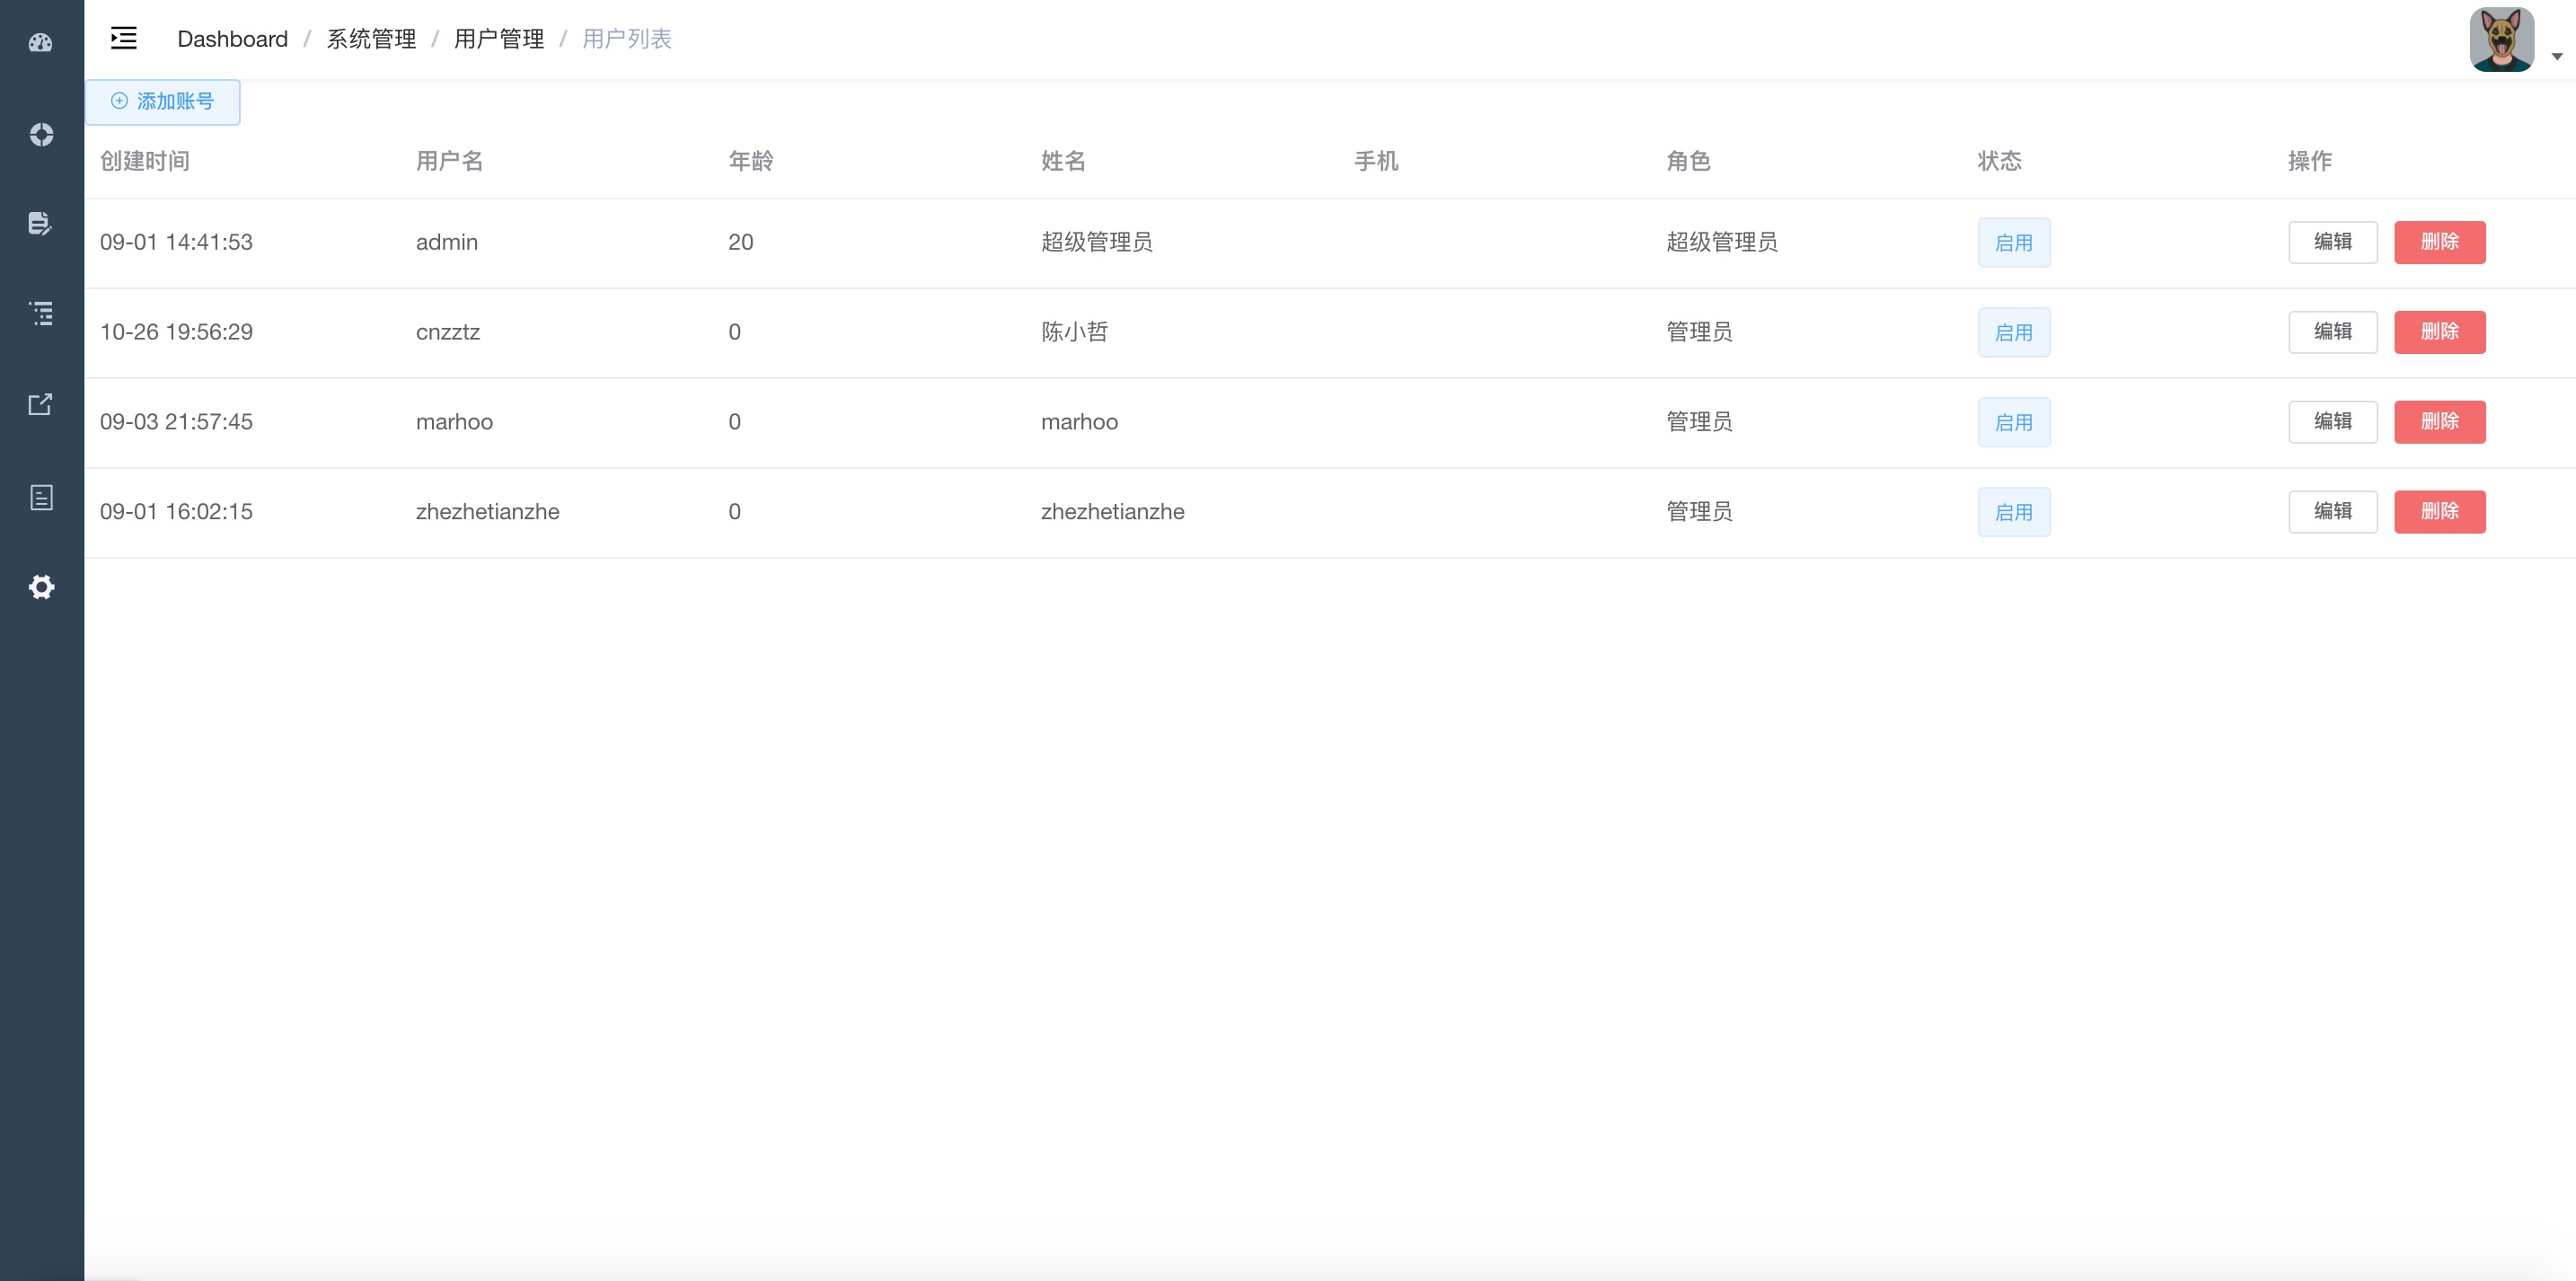 Dashboard / 系统管理 / 用户管理 / 用户列表
添加账号
创建时间 用户名 年龄 姓名 手机 角色 状态 操作
09-01 14:41:53 admin 20 超级管理员 超级管理员 启用 编辑 删除
10-26 19:56:29 cnzztz 0 陈小哲 管理员 启用 编辑 删除
09-03 21:57:45 marhoo 0 marhoo 管理员 启用 编辑 删除
09-01 16:02:15 zhezhetianzhe 0 zhezhetianzhe 管理员 启用 编辑 删除